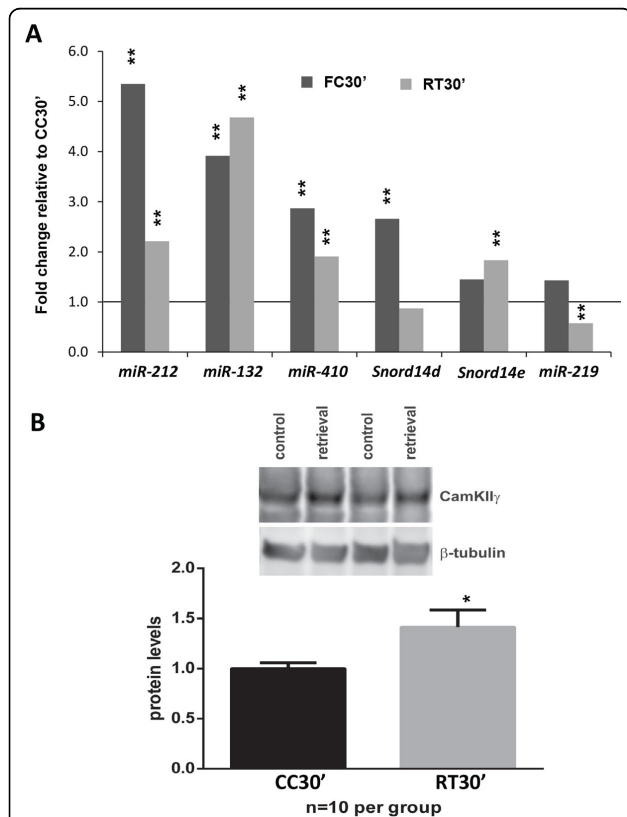 A
6.0
5.0
4.0
3.0
2.0
1.0
0.0
Fold change relative to CC30’
FC30’ RT30’
** ** ** ** ** ** ** ** **
miR-212 miR-132 miR-410 Snord14d Snord14e miR-219
B
control retrieval control retrieval
CamKIIγ
β-tubulin
2.0
1.5
1.0
0.5
0.0
protein levels
*
CC30’ RT30’
n=10 per group